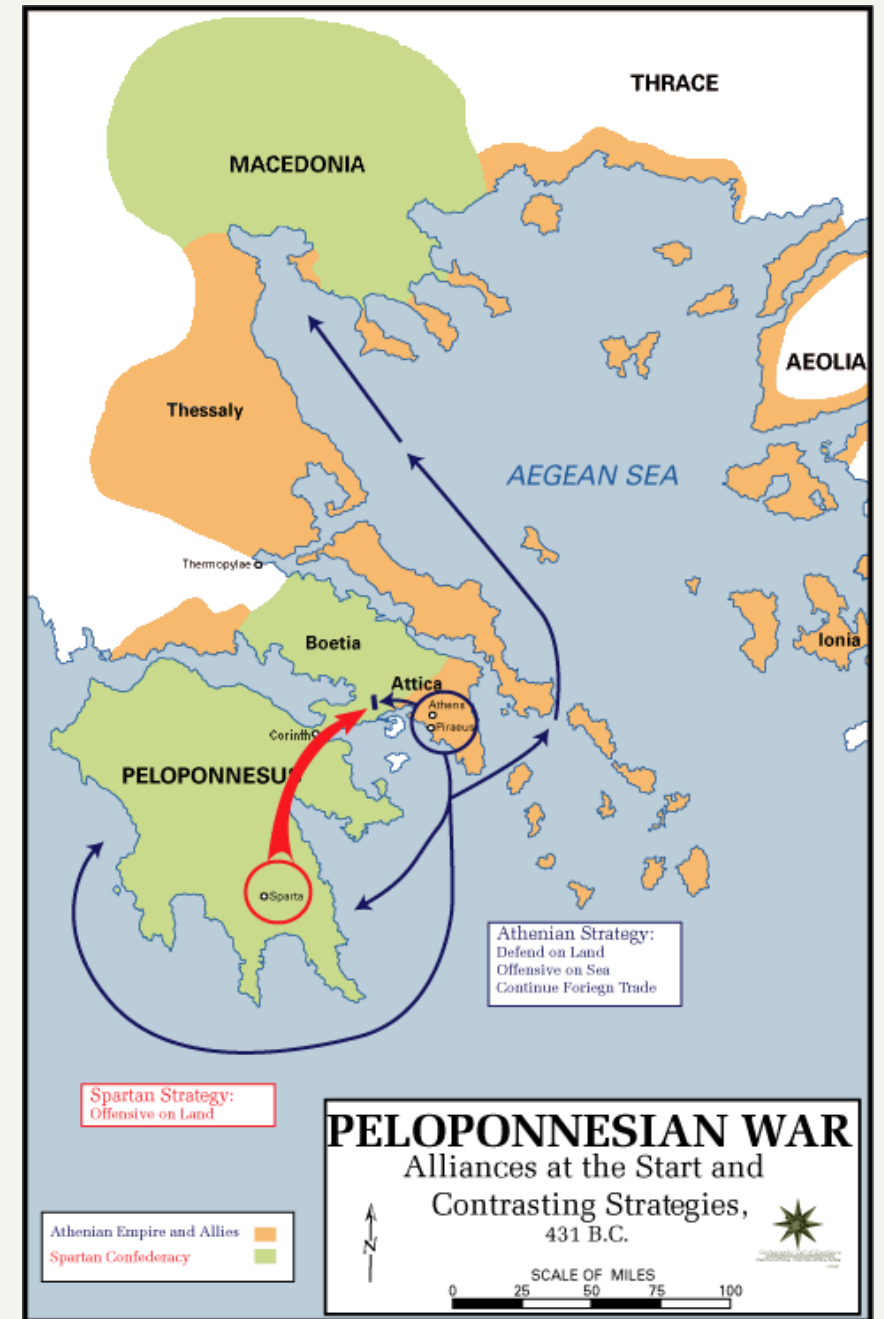 THRACE
MACEDONIA
AEOLIA
Thessaly
AEGEAN SEA
Thermopylae
Boetia
Ionia
Attica
Athens
Piraeus
Corinth
PELOPONNESUS
Sparta
Athenian Strategy:
Defend on Land
Offensive on Sea
Continue Foriegn Trade
Spartan Strategy:
Offensive on Land
PELOPONNESIAN WAR
Alliances at the Start and
Contrasting Strategies,
431 B.C.
N
SCALE OF MILES
0 25 50 75 100
Athenian Empire and Allies
Spartan Confederacy